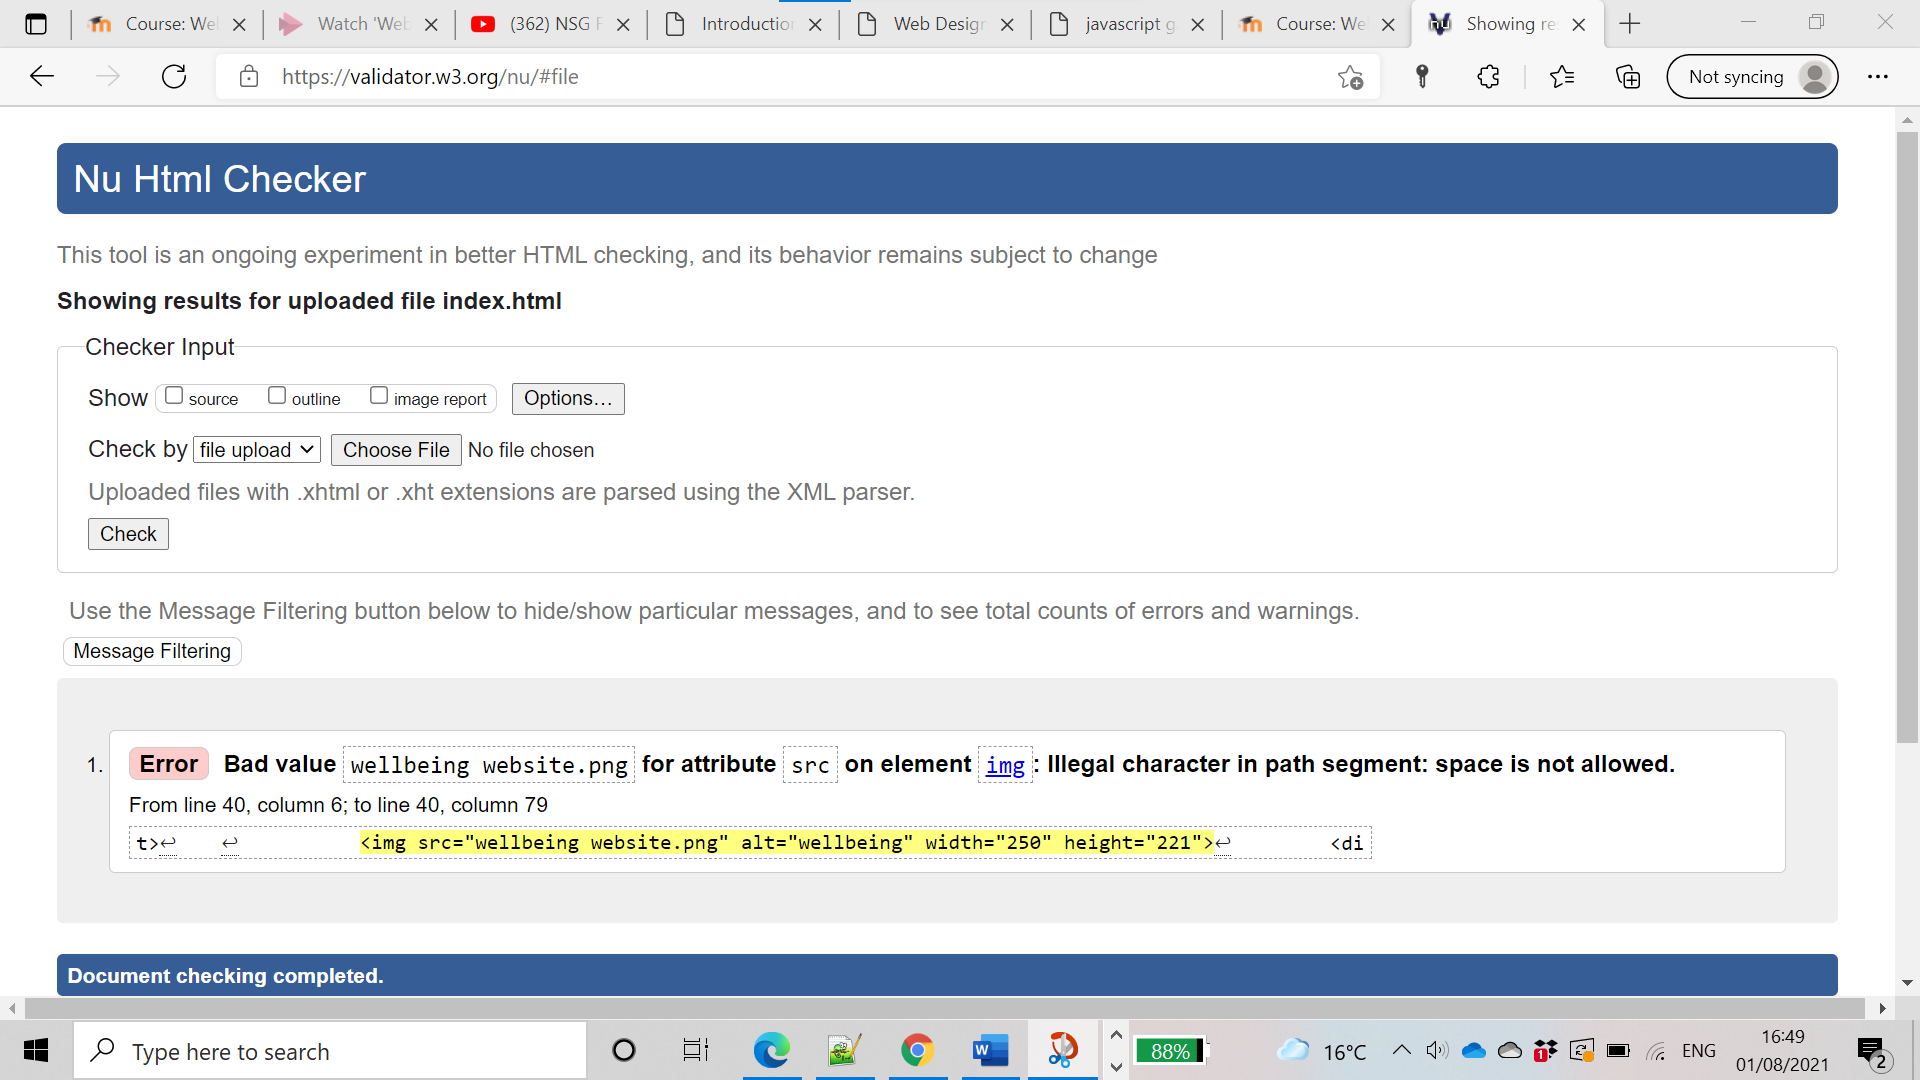 Course: We
Watch 'Web
(362) NSG F
Introduction
Web Design
javascript g
Course: We
Showing re
https://validator.w3.org/nu/#file
Not syncing
Nu Html Checker
This tool is an ongoing experiment in better HTML checking, and its behavior remains subject to change
Showing results for uploaded file index.html
Checker Input
Show source outline image report Options...
Check by file upload Choose File No file chosen
Uploaded files with .xhtml or .xht extensions are parsed using the XML parser.
Check
Use the Message Filtering button below to hide/show particular messages, and to see total counts of errors and warnings.
Message Filtering
1. Error Bad value wellbeing website.png for attribute src on element img: Illegal character in path segment: space is not allowed.
From line 40, column 6; to line 40, column 79
t>↩ ↩ <img src="wellbeing website.png" alt="wellbeing" width="250" height="221">↩ <di
Document checking completed.
Type here to search
88%
16°C
ENG
16:49
01/08/2021
2